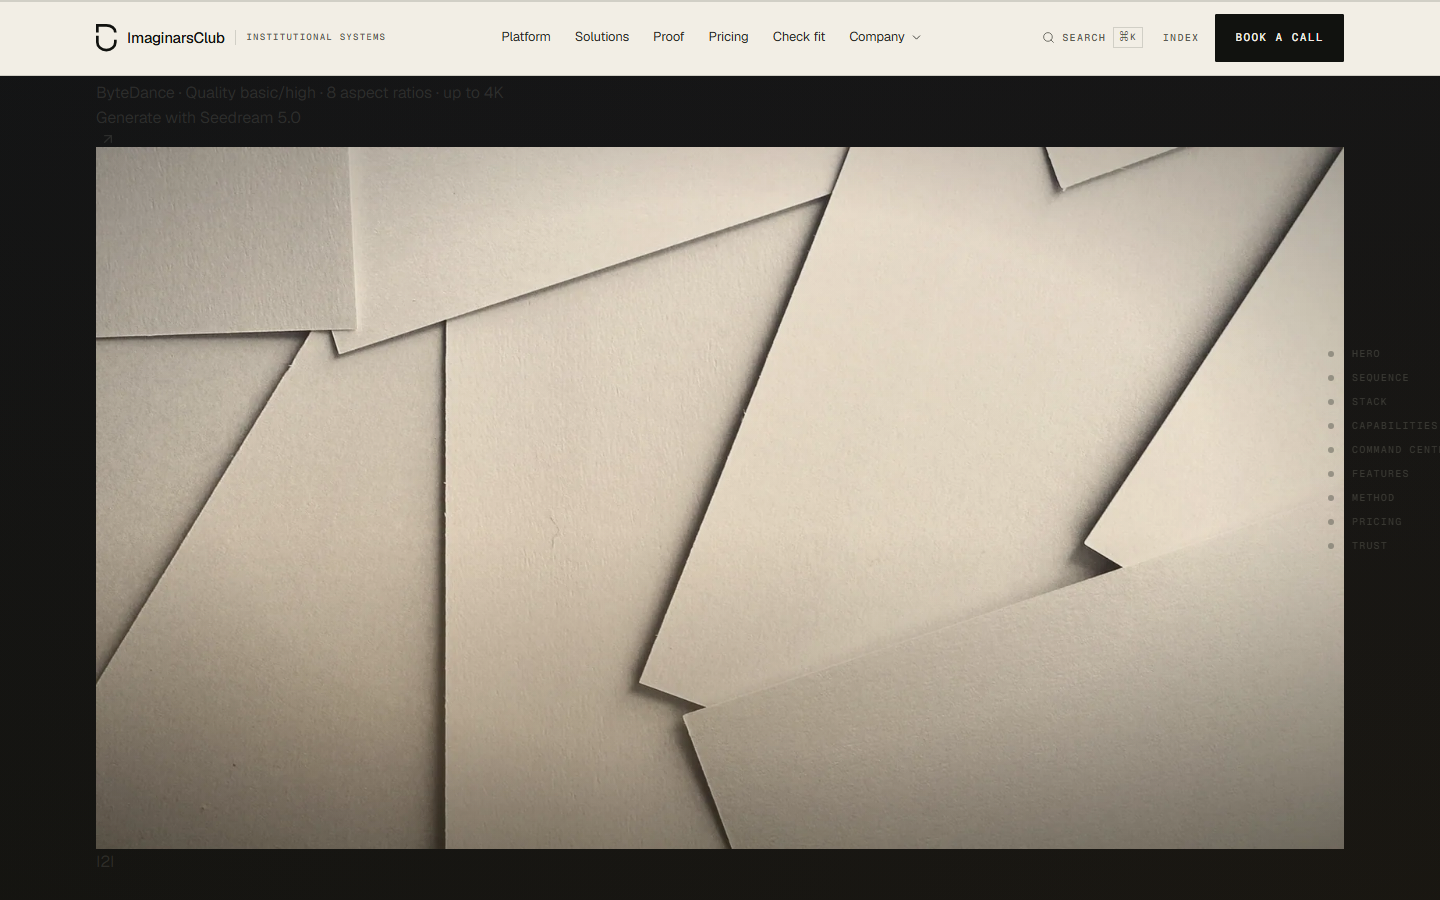 ImaginarsClub
INSTITUTIONAL SYSTEMS
Platform
Solutions
Proof
Pricing
Check fit
Company
SEARCH
⌘K
INDEX
BOOK A CALL
ByteDance · Quality basic/high · 8 aspect ratios · up to 4K
Generate with Seedream 5.0
HERO
SEQUENCE
STACK
CAPABILITIES
COMMAND CENT
FEATURES
METHOD
PRICING
TRUST
|2|